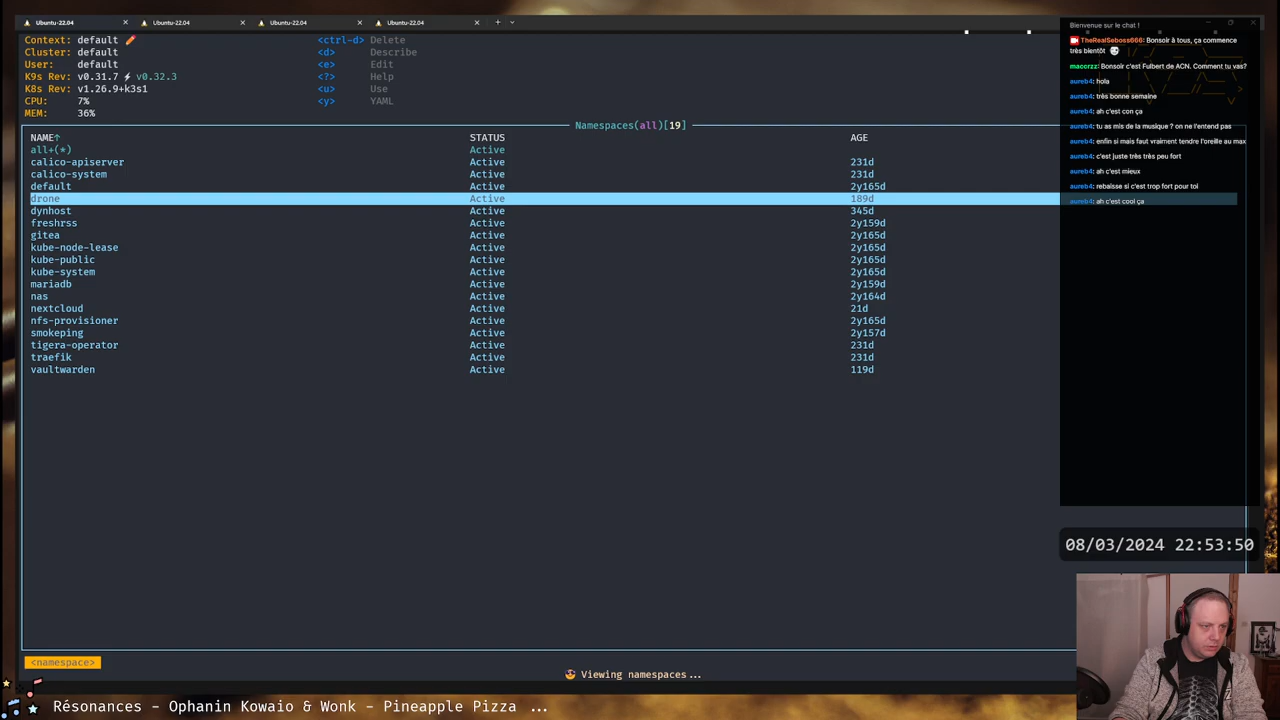 Ubuntu-22.04 × Ubuntu-22.04 × Ubuntu-22.04 × Ubuntu-22.04 × +
Context: default
Cluster: default
User: default
K9s Rev: v0.31.7 ⚡ v0.32.3
K8s Rev: v1.26.9+k3s1
CPU: 7%
MEM: 36%
<ctrl-d> Delete
<d> Describe
<e> Edit
<?> Help
<u> Use
<y> YAML
Namespaces(all)[19]
NAME↑ STATUS AGE
all+(*) Active
calico-apiserver Active 231d
calico-system Active 231d
default Active 2y165d
drone Active 189d
dynhost Active 345d
freshrss Active 2y159d
gitea Active 2y165d
kube-node-lease Active 2y165d
kube-public Active 2y165d
kube-system Active 2y165d
mariadb Active 2y159d
nas Active 2y164d
nextcloud Active 21d
nfs-provisioner Active 2y165d
smokeping Active 2y157d
tigera-operator Active 231d
traefik Active 231d
vaultwarden Active 119d
<namespace>
Viewing namespaces...
Bienvenue sur le chat !
TheRealSeboss666: Bonsoir à tous, ça commence
très bientôt
maccrzz: Bonsoir c'est Fulbert de ACN. Comment tu vas?
aureb4: hola
aureb4: très bonne semaine
aureb4: ah c'est con ça
aureb4: tu as mis de la musique ? on ne l'entend pas
aureb4: enfin si mais faut vraiment tendre l'oreille au max
aureb4: c'est juste très très peu fort
aureb4: ah c'est mieux
aureb4: rebaisse si c'est trop fort pour toi
aureb4: ah c'est cool ça
08/03/2024 22:53:50
Résonances - Ophanin Kowaio & Wonk - Pineapple Pizza ...